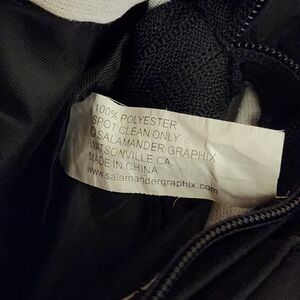 100% POLYESTER
SPOT CLEAN ONLY
© SALAMANDER GRAPHIX
WATSONVILLE CA
MADE IN CHINA
www.salamandergraphix.com